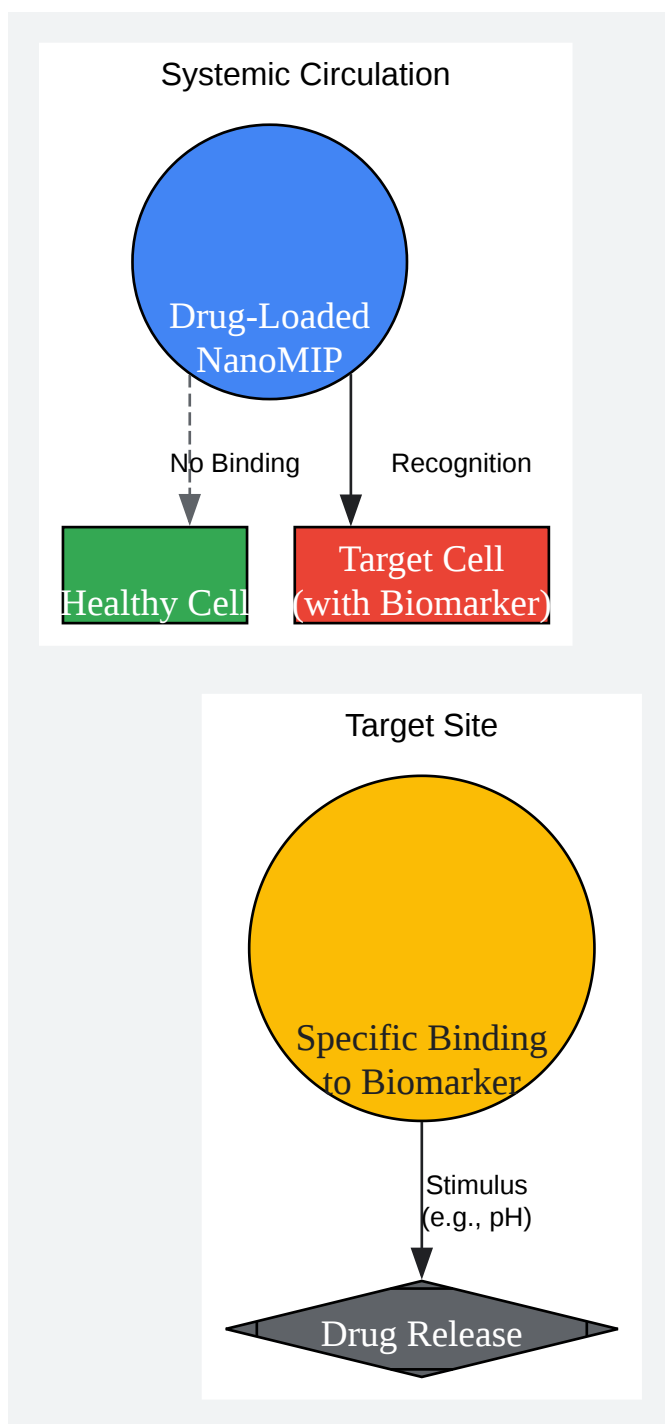 Systemic Circulation
Drug-Loaded
NanoMIP
No Binding
Recognition
Healthy Cell
Target Cell
(with Biomarker)
Target Site
Specific Binding
to Biomarker
Stimulus
(e.g., pH)
Drug Release